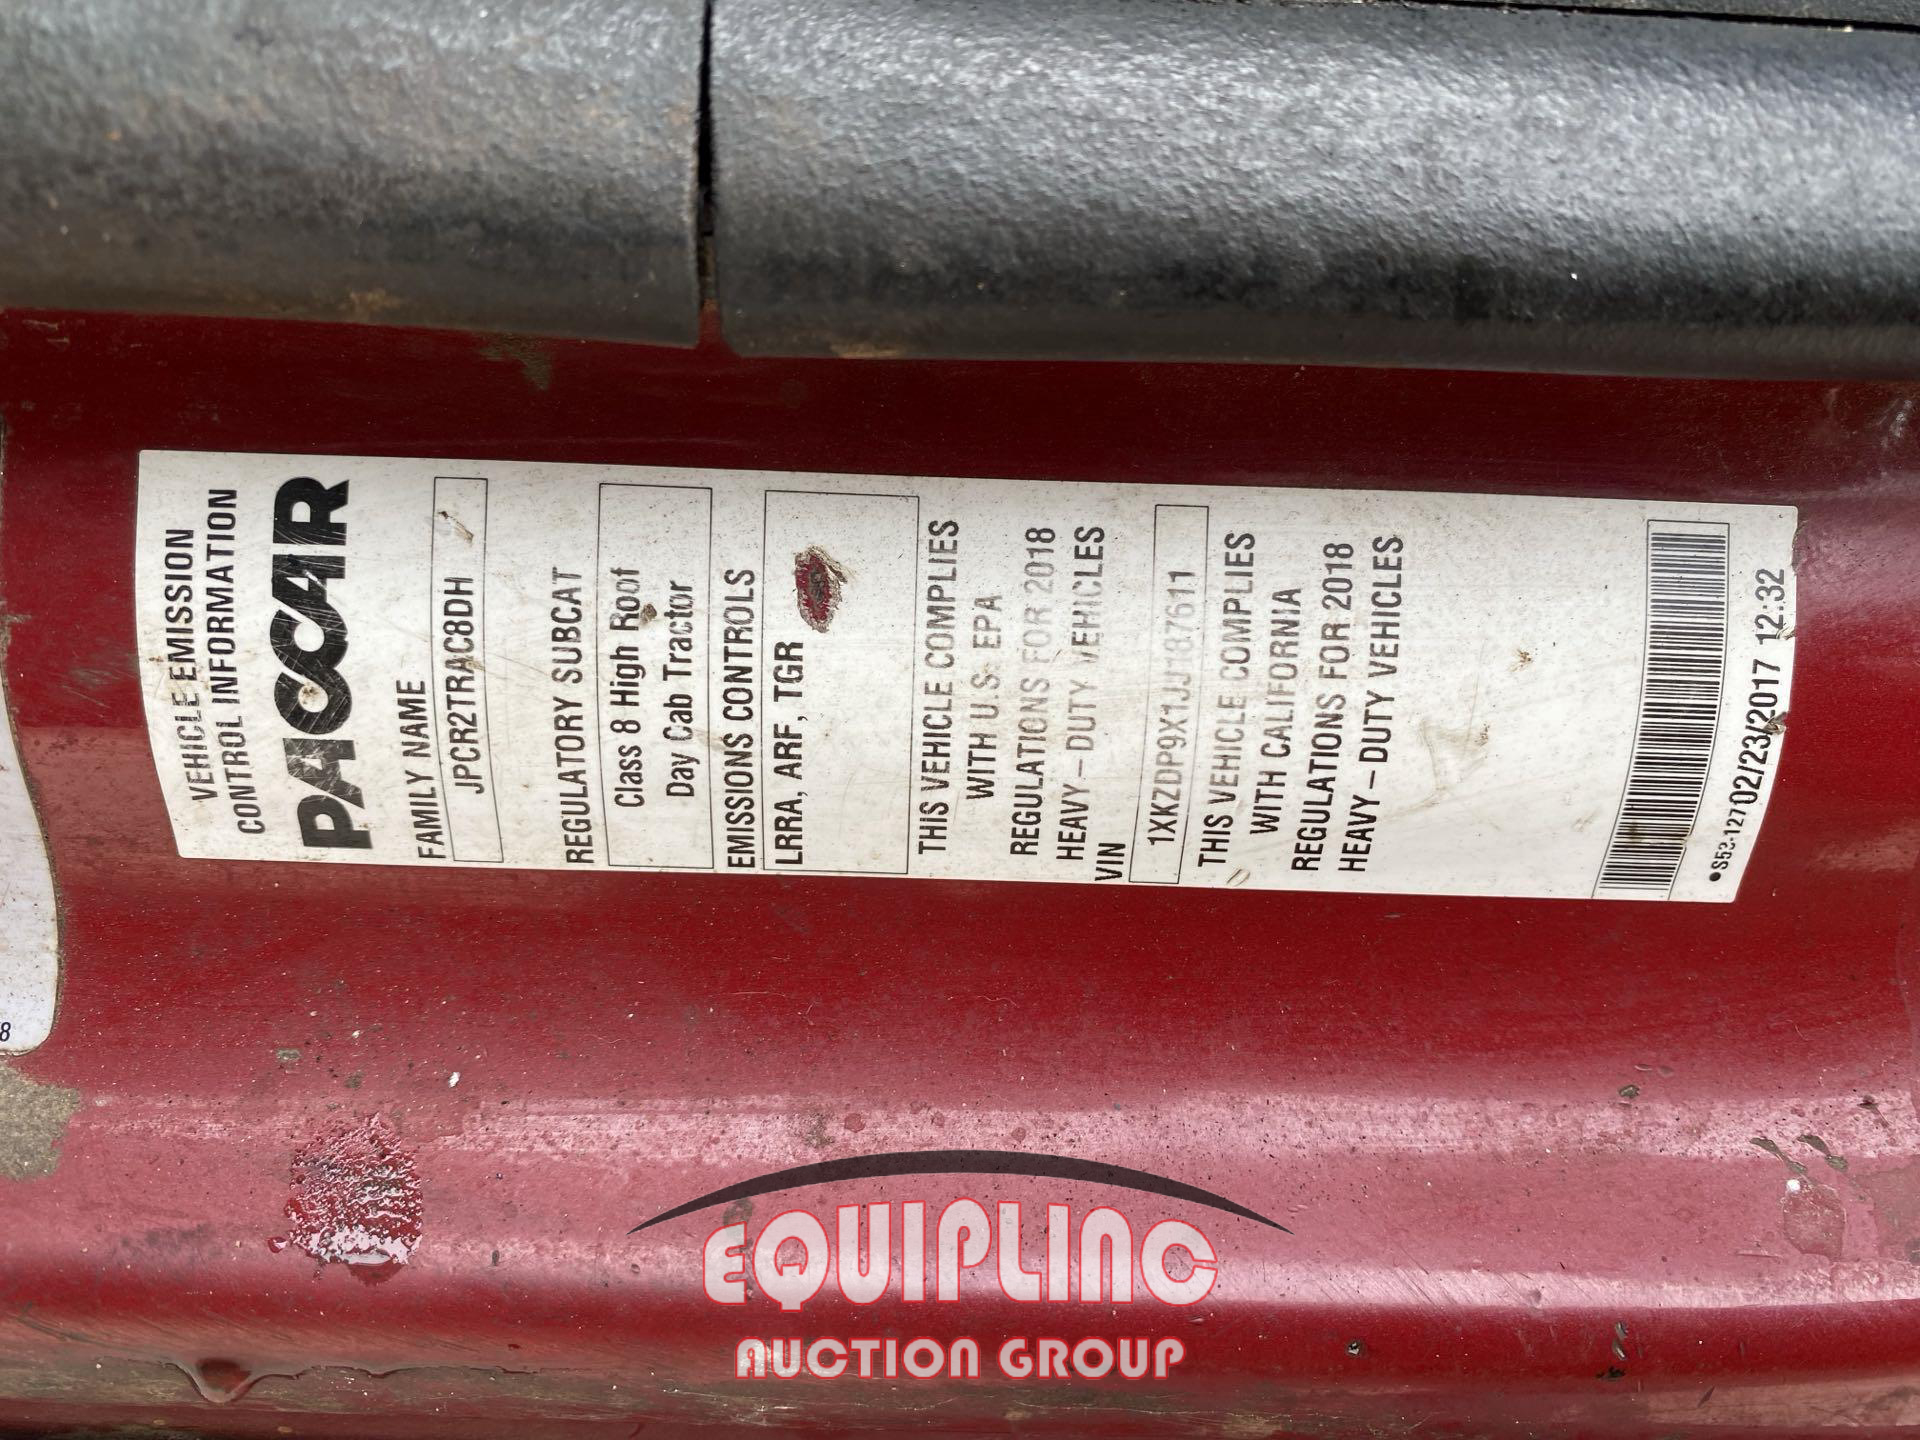 VEHICLE EMISSION
CONTROL INFORMATION
PACCAR
FAMILY NAME
JPCR2TRAC8DH
REGULATORY SUBCAT
Class 8 High Roof
Day Cab Tractor
EMISSIONS CONTROLS
LRRA, ARF, TGR
THIS VEHICLE COMPLIES
WITH U.S. EPA
REGULATIONS FOR 2018
HEAVY-DUTY VEHICLES
VIN
1XKZDP9X1JJ187611
THIS VEHICLE COMPLIES
WITH CALIFORNIA
REGULATIONS FOR 2018
HEAVY-DUTY VEHICLES
02/23/2017 12:32
8
EQUIPLINC
AUCTION GROUP